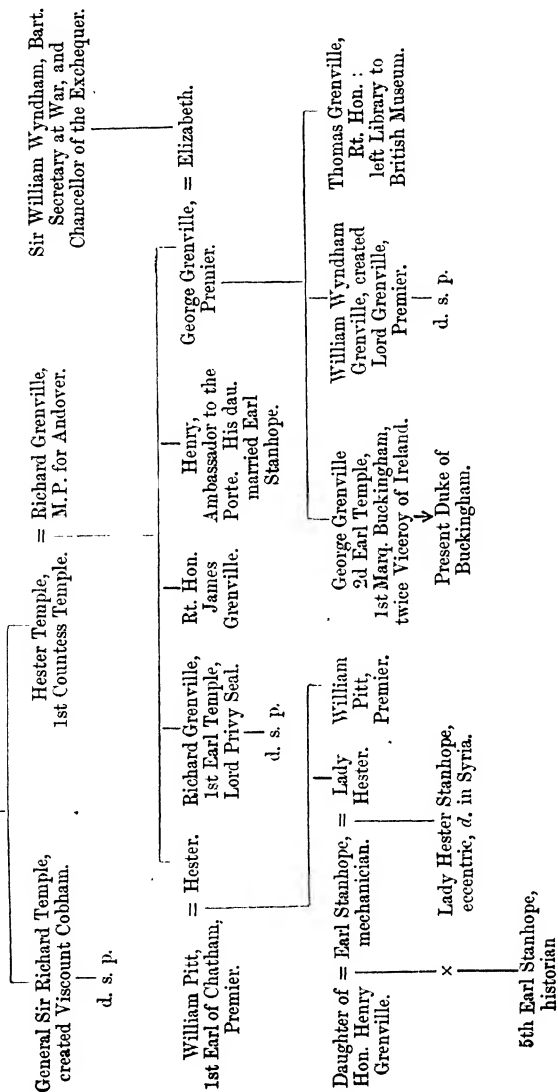 General Sir Richard Temple,
created Viscount Cobham.
d. s. p.
Hester Temple,
1st Countess Temple.
= Richard Grenville,
M.P. for Andover.
Sir William Wyndham, Bart.
Secretary at War, and
Chancellor of the Exchequer.
William Pitt,
1st Earl of Chatham,
Premier.
= Hester.
Richard Grenville,
1st Earl Temple,
Lord Privy Seal.
d. s. p.
Rt. Hon.
James
Grenville.
Henry,
Ambassador to the
Porte. His dau.
married Earl
Stanhope.
George Grenville,
Premier.
= Elizabeth.
Daughter of
Hon. Henry
Grenville.
= Earl Stanhope,
mechanician.
= Lady
Hester.
William
Pitt,
Premier.
George Grenville
2d Earl Temple,
1st Marq. Buckingham,
twice Viceroy of Ireland.
William Wyndham
Grenville, created
Lord Grenville,
Premier.
d. s. p.
Thomas Grenville,
Rt. Hon. :
left Library to
British Museum.
×
Lady Hester Stanhope,
eccentric, d. in Syria.
Present Duke of
Buckingham.
5th Earl Stanhope,
historian